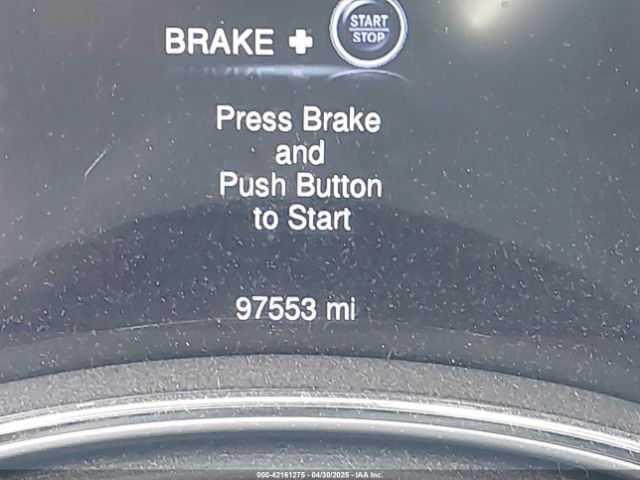 START
STOP
BRAKE +
Press Brake
and
Push Button
to Start
97553 mi
000-42161275 - 04/30/2025 - IAA Inc.